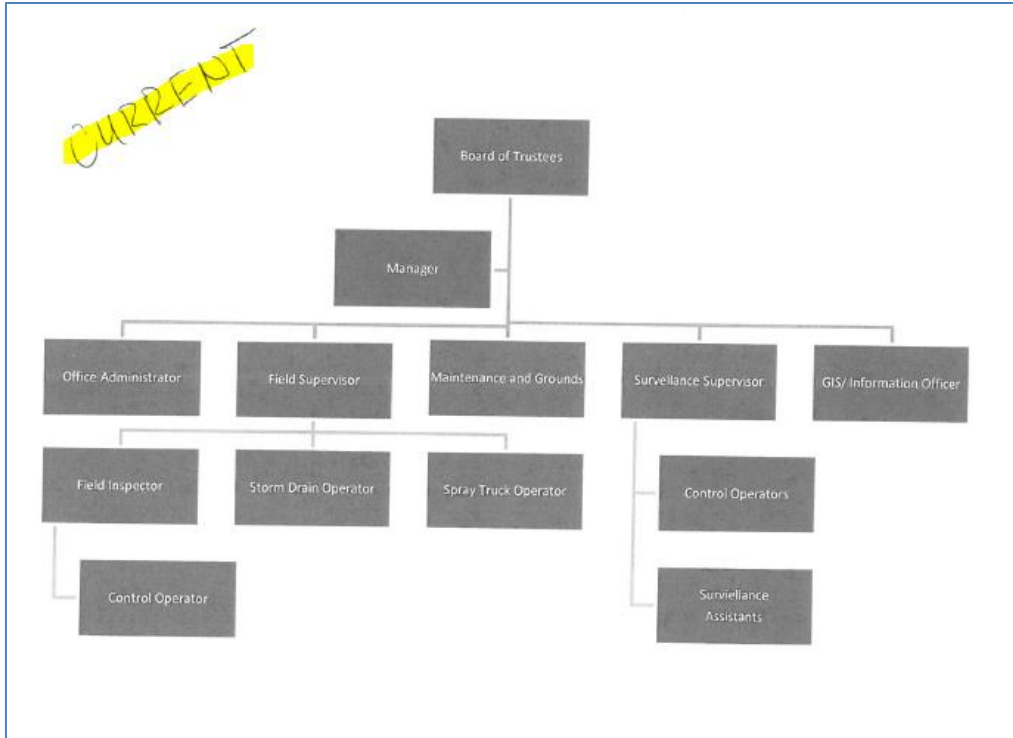 CURRENT
Board of Trustees
Manager
Office Administrator
Field Supervisor
Maintenance and Grounds
Survellance Supervisor
GIS/ Information Officer
Field Inspector
Storm Drain Operator
Spray Truck Operator
Control Operators
Control Operator
Surviellance
Assistants